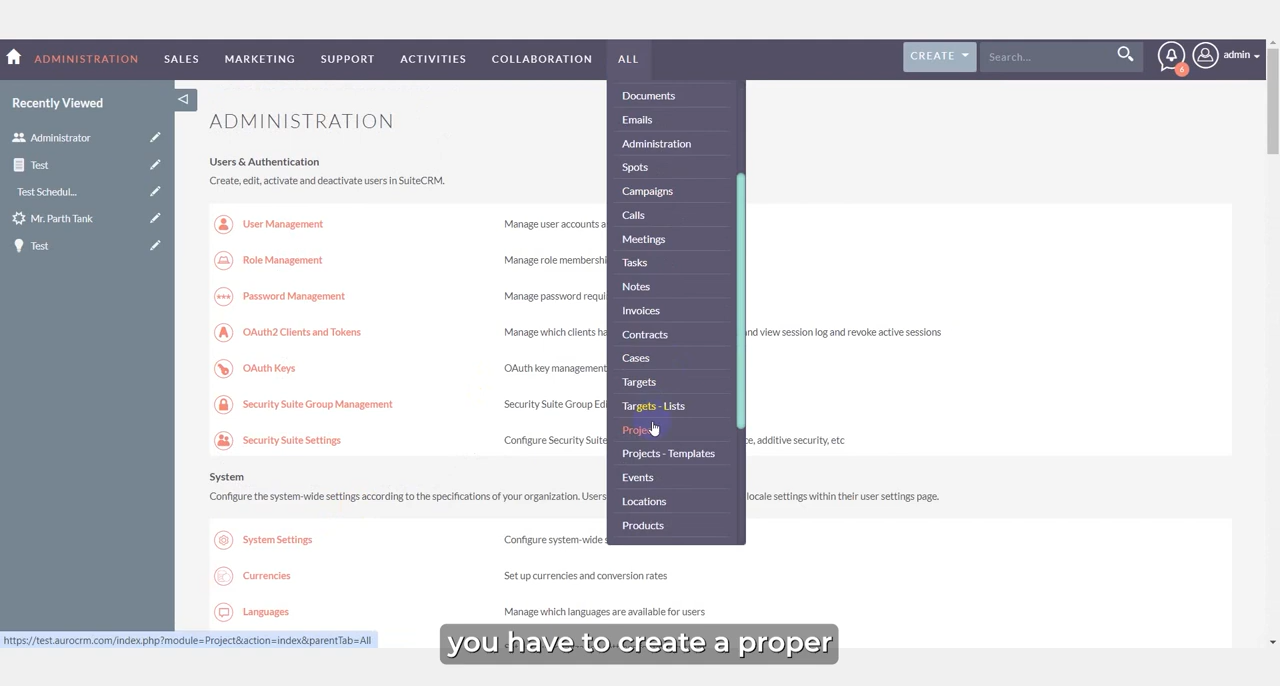 ADMINISTRATION SALES MARKETING SUPPORT ACTIVITIES COLLABORATION ALL CREATE Search... 6 admin
Recently Viewed
Administrator
Test
Test Schedul...
Mr. Parth Tank
Test
ADMINISTRATION
Users & Authentication
Create, edit, activate and deactivate users in SuiteCRM.
User Management Manage user accounts a
Role Management Manage role membershi
Password Management Manage password requi
OAuth2 Clients and Tokens Manage which clients ha nd view session log and revoke active sessions
OAuth Keys OAuth key management
Security Suite Group Management Security Suite Group Edi
Security Suite Settings Configure Security Suite ce, additive security, etc
System
Configure the system-wide settings according to the specifications of your organization. Users locale settings within their user settings page.
System Settings Configure system-wide s
Currencies Set up currencies and conversion rates
Languages Manage which languages are available for users
Documents
Emails
Administration
Spots
Campaigns
Calls
Meetings
Tasks
Notes
Invoices
Contracts
Cases
Targets
Targets - Lists
Projec
Projects - Templates
Events
Locations
Products
https://test.aurocrm.com/index.php?module=Project&action=index&parentTab=All
you have to create a proper